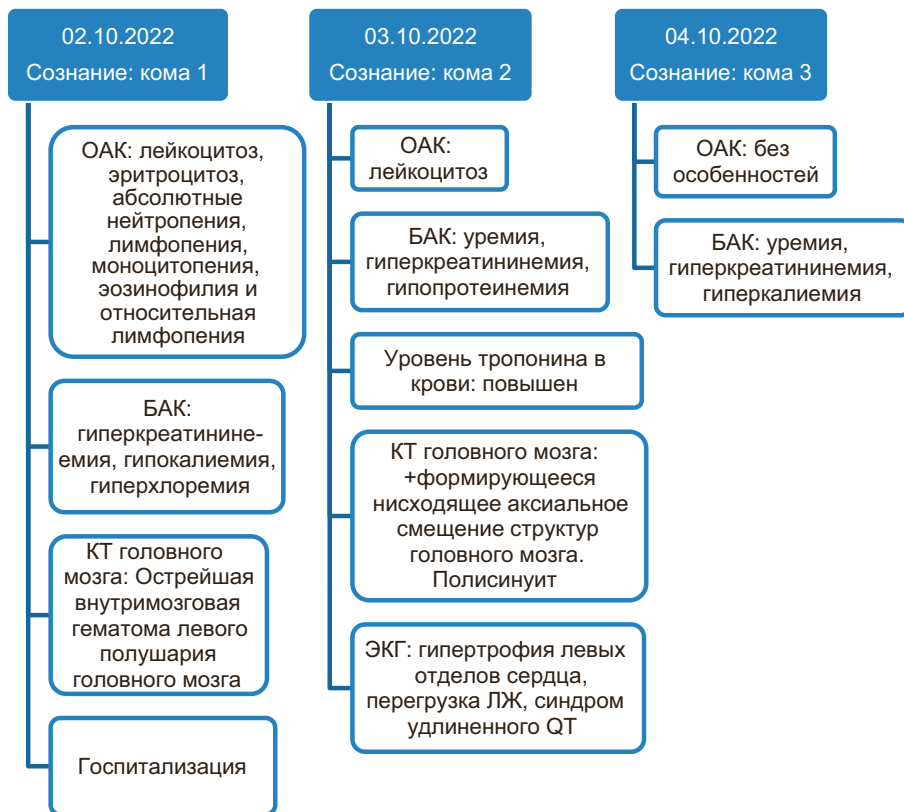 02.10.2022
Сознание: кома 1
ОАК: лейкоцитоз,
эритроцитоз,
абсолютные
нейтропения,
лимфопения,
моноцитопения,
эозинофилия и
относительная
лимфопения
БАК:
гиперкреатинине-
емия, гипокалиемия,
гиперхлоремия
КТ головного
мозга: Острейшая
внутримозговая
гематома левого
полушария
головного мозга
Госпитализация
03.10.2022
Сознание: кома 2
ОАК:
лейкоцитоз
БАК: уремия,
гиперкреатининемия,
гипопротеинемия
Уровень тропонина в
крови: повышен
КТ головного мозга:
+формирующееся
нисходящее аксиальное
смещение структур
головного мозга.
Полисинуит
ЭКГ: гипертрофия левых
отделов сердца,
перегрузка ЛЖ, синдром
удлиненного QT
04.10.2022
Сознание: кома 3
ОАК: без
особенностей
БАК: уремия,
гиперкреатининемия,
гиперкалиемия